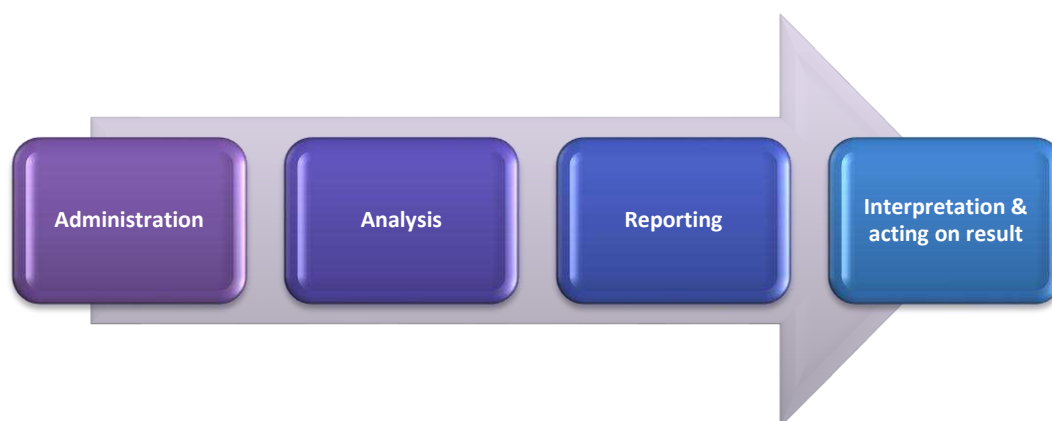 Administration
Analysis
Reporting
Interpretation &
acting on result